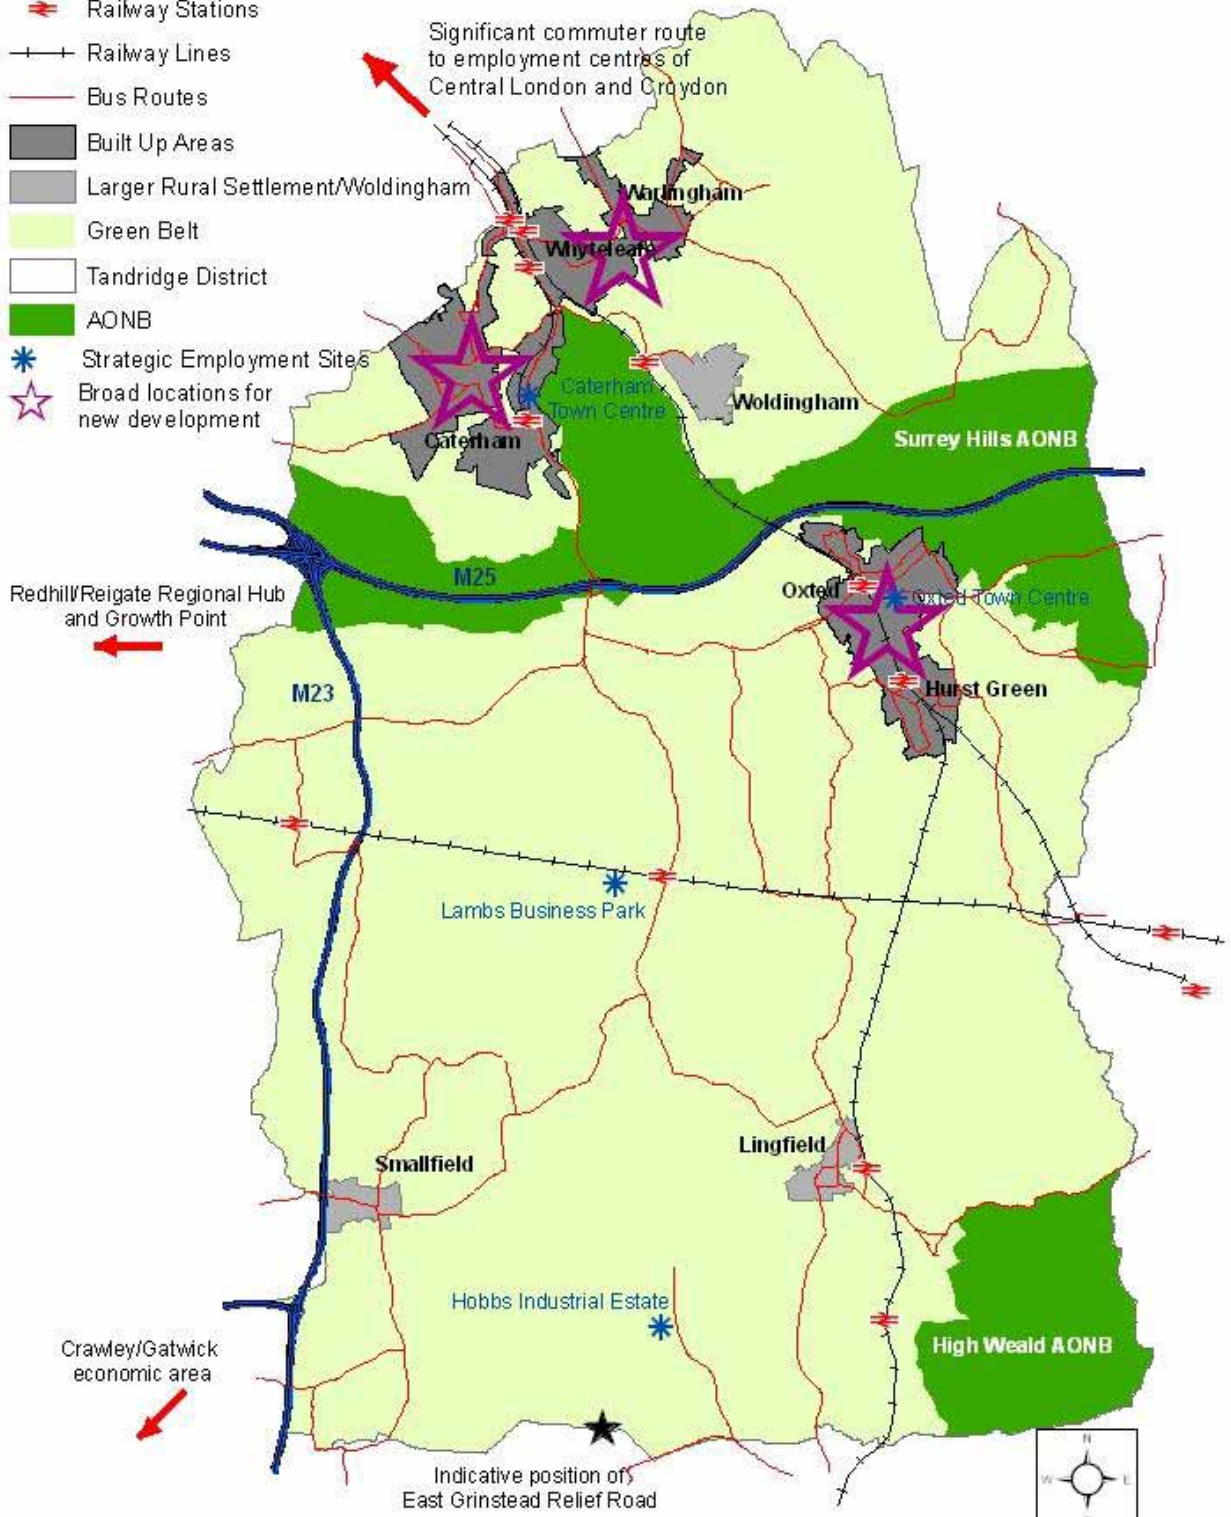 Railway Stations
Railway Lines
Bus Routes
Built Up Areas
Larger Rural Settlement/Woldingham
Green Belt
Tandridge District
AONB
Strategic Employment Sites
Broad locations for
new development
Significant commuter route
to employment centres of
Central London and Croydon
Warlingham
Whyteleafe
Caterham
Town Centre
Woldingham
Caterham
Surrey Hills AONB
M25
Oxted
Oxted Town Centre
Redhill/Reigate Regional Hub
and Growth Point
M23
Hurst Green
Lambs Business Park
Lingfield
Smallfield
Hobbs Industrial Estate
High Weald AONB
Crawley/Gatwick
economic area
Indicative position of
East Grinstead Relief Road
N
W
E